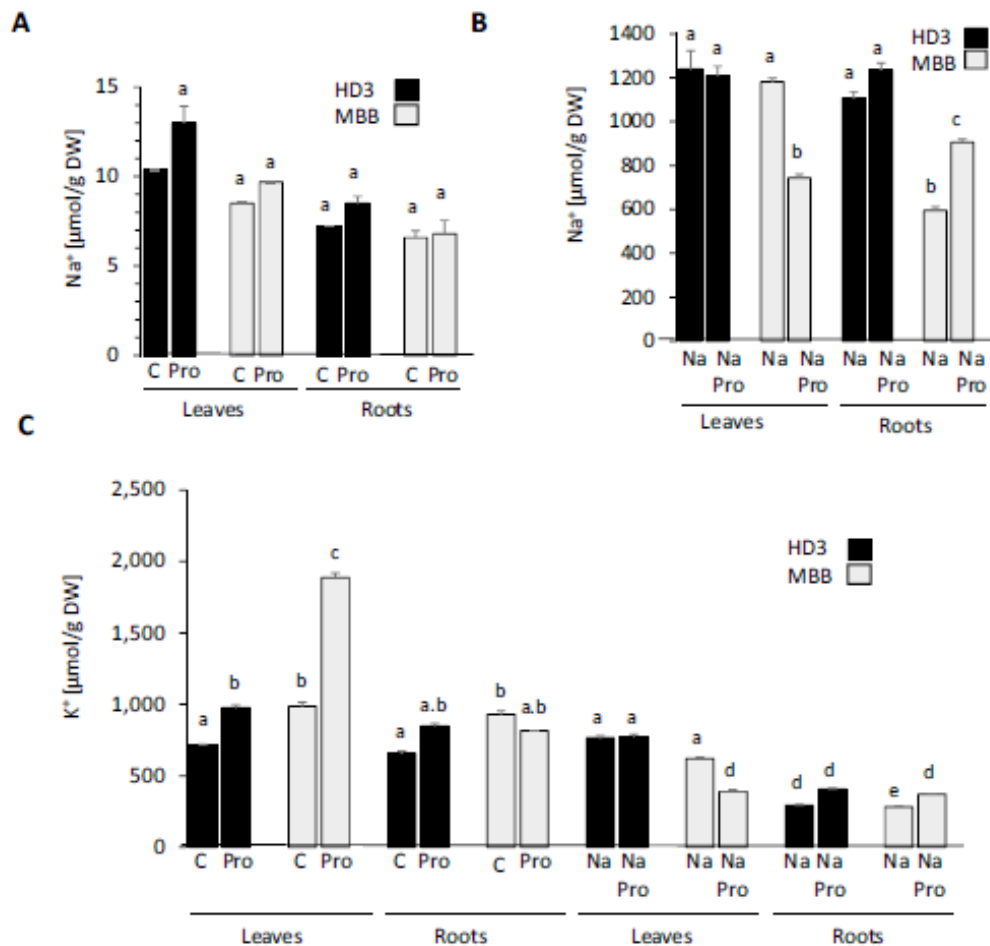 A
Na⁺ [µmol/g DW]
15
10
5
0
HD3
MBB
a
a
a
a
a
a
a
C Pro C Pro C Pro C Pro
Leaves Roots
B
Na⁺ [µmol/g DW]
1400
1200
1000
800
600
400
200
0
HD3
MBB
a
a
a
b
a
a
b
c
Na Na Na Na Na Na Na Na
Pro Pro Pro Pro
Leaves Roots
C
K⁺ [µmol/g DW]
2,500
2,000
1,500
1,000
500
0
HD3
MBB
a
b
b
c
a
a.b
b
a.b
a
a
a
d
d
d
e
d
C Pro C Pro C Pro C Pro Na Na Na Na Na Na Na Na
Pro Pro Pro Pro
Leaves Roots Leaves Roots